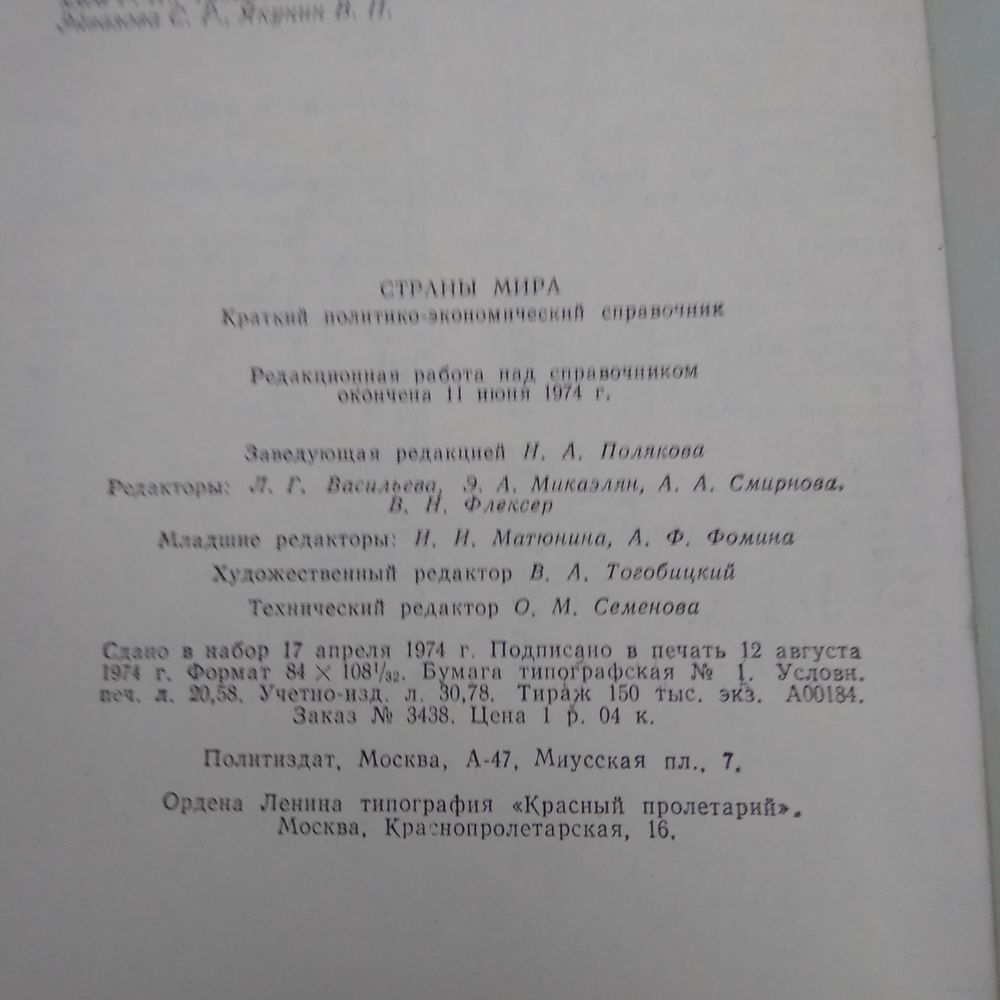 Эйвазова С. Г., Якунин В. П.
СТРАНЫ МИРА
Краткий политико-экономический справочник
Редакционная работа над справочником
окончена 11 июня 1974 г.
Заведующая редакцией Н. А. Полякова
Редакторы: Л. Г. Васильева, Э. А. Микаэлян, А. А. Смирнова.
В. Н. Флексер
Младшие редакторы: И. И. Матюнина, А. Ф. Фомина
Художественный редактор В. А. Тогобицкий
Технический редактор О. М. Семенова
Сдано в набор 17 апреля 1974 г. Подписано в печать 12 августа
1974 г. Формат 84 × 108¹/₃₂. Бумага типографская № 1. Условн.
печ. л. 20,58. Учетно-изд. л. 30,78. Тираж 150 тыс. экз. А00184.
Заказ № 3438. Цена 1 р. 04 к.
Политиздат, Москва, А-47, Миусская пл., 7.
Ордена Ленина типография «Красный пролетарий».
Москва, Краснопролетарская, 16.